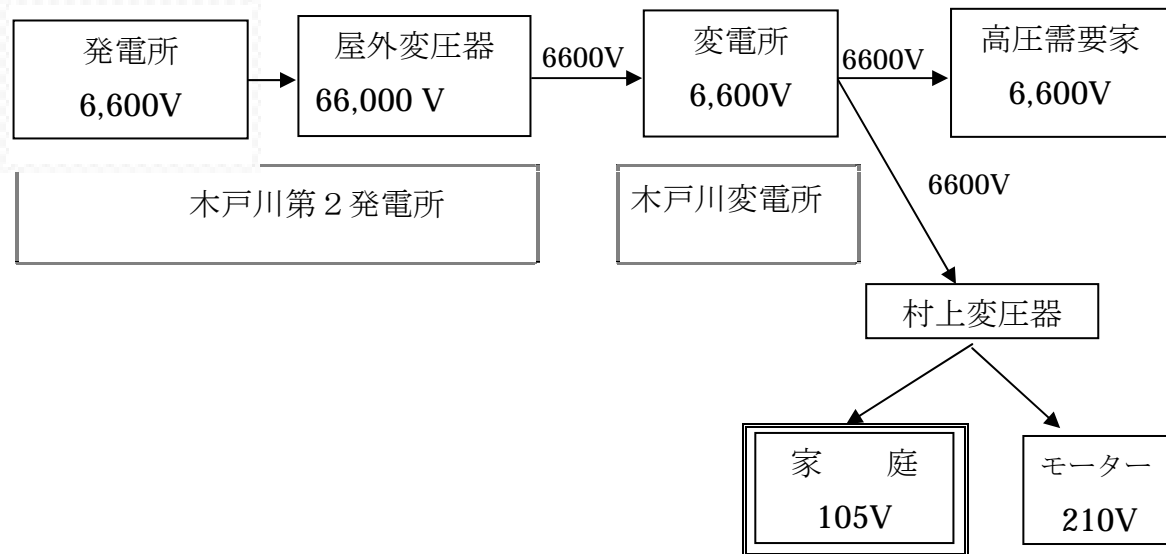 発電所
6,600V
屋外変圧器
66,000 V
6600V
変電所
6,600V
6600V
高圧需要家
6,600V
木戸川第２発電所
木戸川変電所
6600V
村上変圧器
家　　庭
105V
モーター
210V